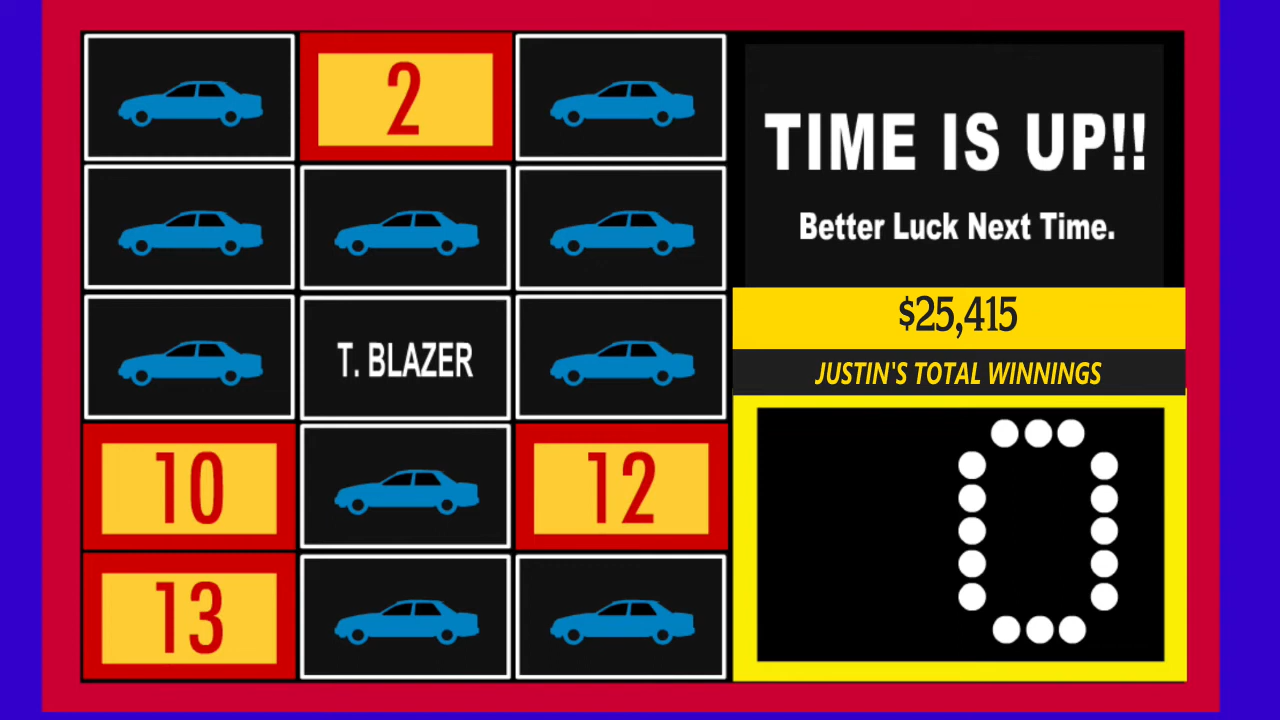 2
T. BLAZER
10
12
13
TIME IS UP!!
Better Luck Next Time.
$25,415
JUSTIN'S TOTAL WINNINGS
0